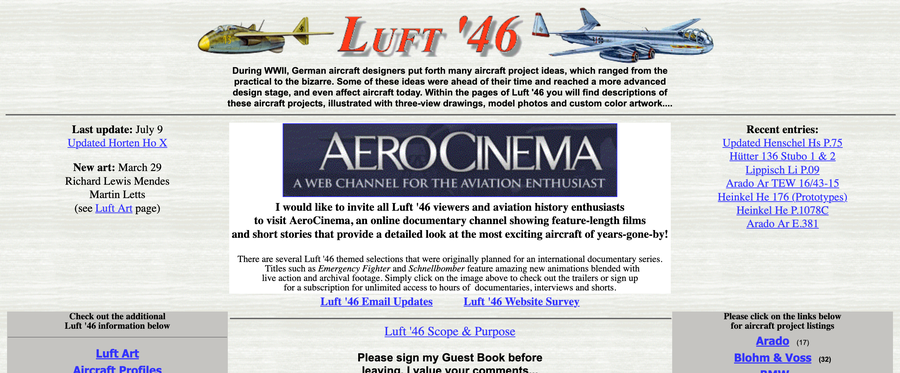 LUFT '46
During WWII, German aircraft designers put forth many aircraft project ideas, which ranged from the
practical to the bizarre. Some of these ideas were ahead of their time and reached a more advanced
design stage, and even affect aircraft today. Within the pages of Luft '46 you will find descriptions of
these aircraft projects, illustrated with three-view drawings, model photos and custom color artwork....
Last update: July 9
Updated Horten Ho X
New art: March 29
Richard Lewis Mendes
Martin Letts
(see Luft Art page)
AEROCINEMA
A WEB CHANNEL FOR THE AVIATION ENTHUSIAST
I would like to invite all Luft '46 viewers and aviation history enthusiasts
to visit AeroCinema, an online documentary channel showing feature-length films
and short stories that provide a detailed look at the most exciting aircraft of years-gone-by!
There are several Luft '46 themed selections that were originally planned for an international documentary series.
Titles such as Emergency Fighter and Schnellbomber feature amazing new animations blended with
live action and archival footage. Simply click on the image above to check out the trailers or sign up
for a subscription for unlimited access to hours of documentaries, interviews and shorts.
Luft '46 Email Updates Luft '46 Website Survey
Recent entries:
Updated Henschel Hs P.75
Hütter 136 Stubo 1 & 2
Lippisch Li P.09
Arado Ar TEW 16/43-15
Heinkel He 176 (Prototypes)
Heinkel He P.1078C
Arado Ar E.381
Check out the additional
Luft '46 information below
Luft Art
Aircraft Profiles
Luft '46 Scope & Purpose
Please sign my Guest Book before
leaving, I value your comments...
Please click on the links below
for aircraft project listings
Arado (17)
Blohm & Voss (32)
BMW